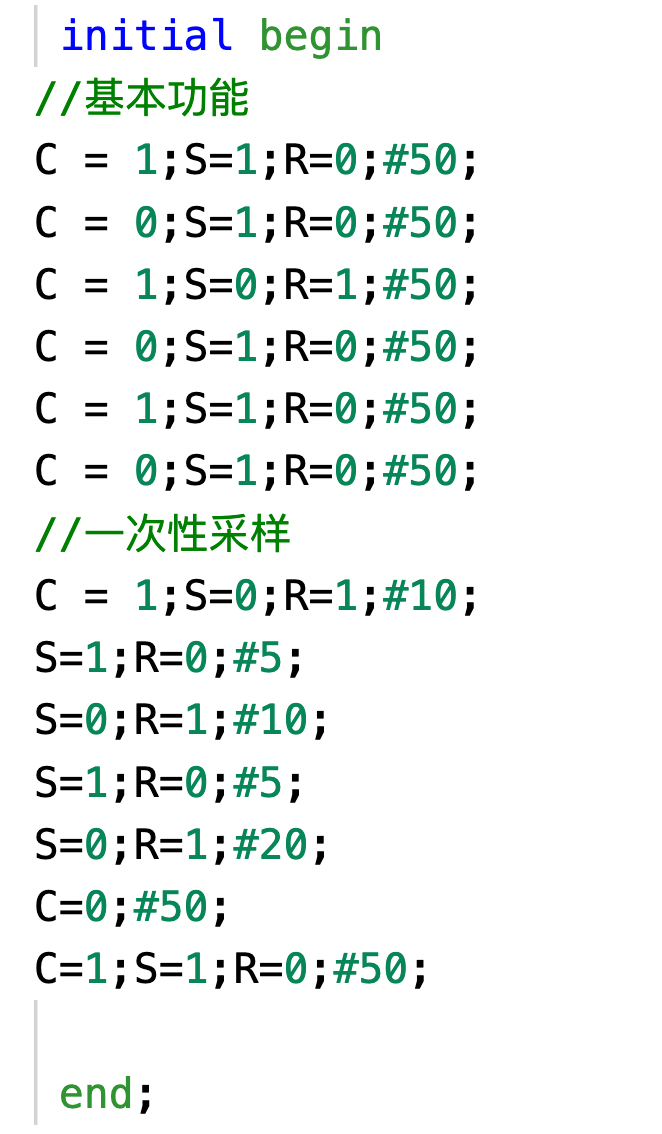 initial begin
//基本功能
C = 1;S=1;R=0;#50;
C = 0;S=1;R=0;#50;
C = 1;S=0;R=1;#50;
C = 0;S=1;R=0;#50;
C = 1;S=1;R=0;#50;
C = 0;S=1;R=0;#50;
//一次性采样
C = 1;S=0;R=1;#10;
S=1;R=0;#5;
S=0;R=1;#10;
S=1;R=0;#5;
S=0;R=1;#20;
C=0;#50;
C=1;S=1;R=0;#50;
end;